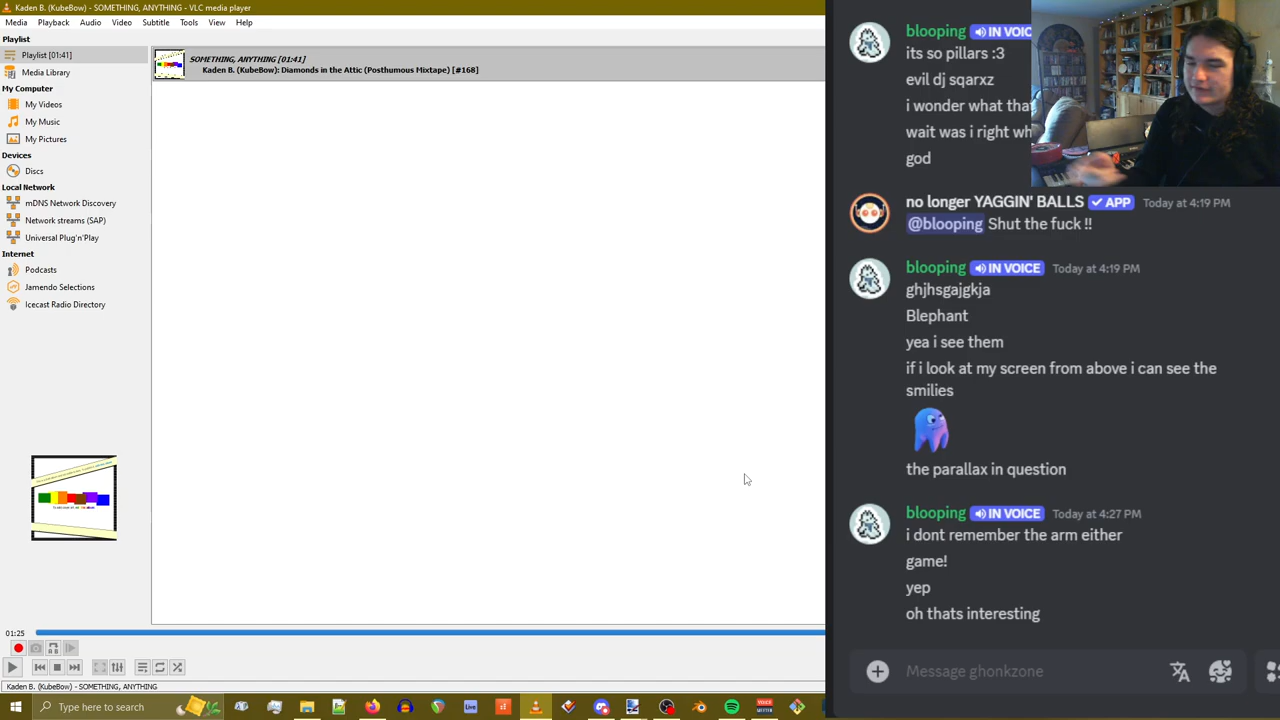 Kaden B. (KubeBow) - SOMETHING, ANYTHING - VLC media player
Media Playback Audio Video Subtitle Tools View Help
Playlist
Playlist [01:41]
Media Library
My Computer
My Videos
My Music
My Pictures
Devices
Discs
Local Network
mDNS Network Discovery
Network streams (SAP)
Universal Plug'n'Play
Internet
Podcasts
Jamendo Selections
Icecast Radio Directory
SOMETHING, ANYTHING [01:41]
Kaden B. (KubeBow): Diamonds in the Attic (Posthumous Mixtape) [#168]
01:25
Kaden B. (KubeBow) - SOMETHING, ANYTHING
Type here to search
Live
blooping IN VOIC
its so pillars :3
evil dj sqarxz
i wonder what tha
wait was i right wh
god
no longer YAGGIN' BALLS APP Today at 4:19 PM
@blooping Shut the fuck !!
blooping IN VOICE Today at 4:19 PM
ghjhsgajgkja
Blephant
yea i see them
if i look at my screen from above i can see the
smilies
the parallax in question
blooping IN VOICE Today at 4:27 PM
i dont remember the arm either
game!
yep
oh thats interesting
Message ghonkzone